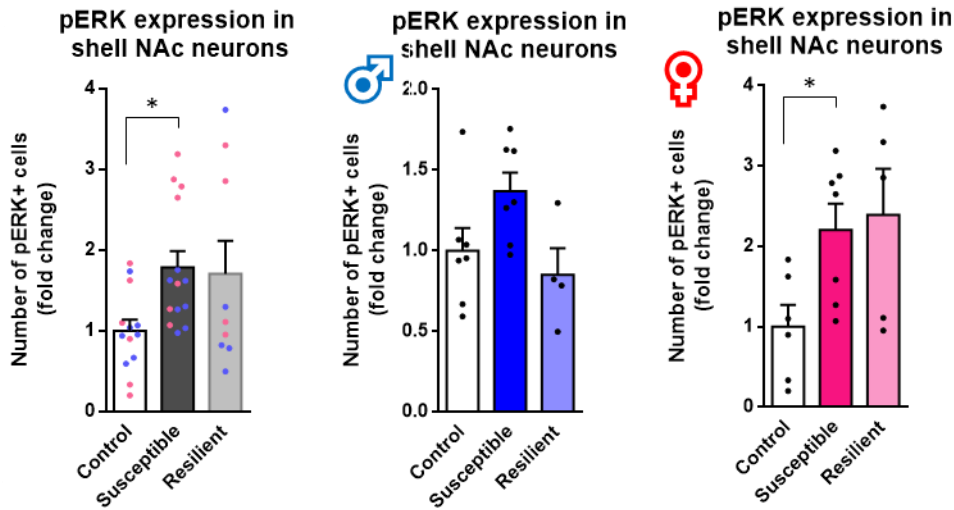 pERK expression in
shell NAc neurons
Number of pERK+ cells
(fold change)
4
3
2
1
0
*
Control
Susceptible
Resilient
pERK expression in
shell NAc neurons
Number of pERK+ cells
(fold change)
2.0
1.5
1.0
0.5
0.0
Control
Susceptible
Resilient
pERK expression in
shell NAc neurons
Number of pERK+ cells
(fold change)
4
3
2
1
0
*
Control
Susceptible
Resilient